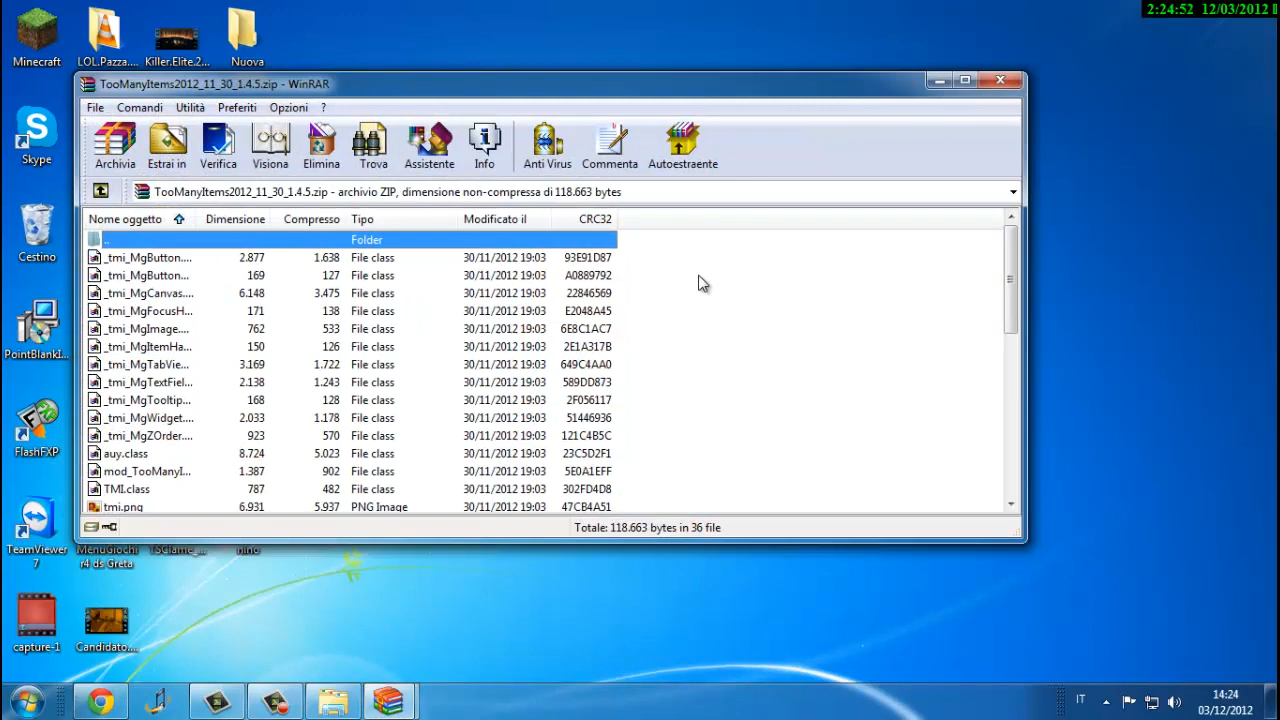 2:24:52 12/03/2012
Minecraft
LOL.Pazza....
Killer.Elite.2...
Nuova
TooManyItems2012_11_30_1.4.5.zip - WinRAR
File Comandi Utilità Preferiti Opzioni ?
Archivia Estrai in Verifica Visiona Elimina Trova Assistente Info Anti Virus Commenta Autoestraente
TooManyItems2012_11_30_1.4.5.zip - archivio ZIP, dimensione non-compressa di 118.663 bytes
Nome oggetto Dimensione Compresso Tipo Modificato il CRC32
.. Folder
_tmi_MgButton.... 2.877 1.638 File class 30/11/2012 19:03 93E91D87
_tmi_MgButton... 169 127 File class 30/11/2012 19:03 A0889792
_tmi_MgCanvas.... 6.148 3.475 File class 30/11/2012 19:03 22846569
_tmi_MgFocusH... 171 138 File class 30/11/2012 19:03 E2048A45
_tmi_MgImage.... 762 533 File class 30/11/2012 19:03 6E8C1AC7
_tmi_MgItemHa... 150 126 File class 30/11/2012 19:03 2E1A317B
_tmi_MgTabVie... 3.169 1.722 File class 30/11/2012 19:03 649C4AA0
_tmi_MgTextFiel... 2.138 1.243 File class 30/11/2012 19:03 589DD873
_tmi_MgTooltip... 168 128 File class 30/11/2012 19:03 2F056117
_tmi_MgWidget.... 2.033 1.178 File class 30/11/2012 19:03 51446936
_tmi_MgZOrder.... 923 570 File class 30/11/2012 19:03 121C4B5C
auy.class 8.724 5.023 File class 30/11/2012 19:03 23C5D2F1
mod_TooManyI... 1.387 902 File class 30/11/2012 19:03 5E0A1EFF
TMI.class 787 482 File class 30/11/2012 19:03 302FD4D8
tmi.png 6.931 5.937 PNG Image 30/11/2012 19:03 47CB4A51
Totale: 118.663 bytes in 36 file
Skype
Cestino
PointBlankI...
FlashFXP
TeamViewer
7
MenuGiochi
r4 ds Greta
nino
capture-1
Candidato....
IT
14:24
03/12/2012